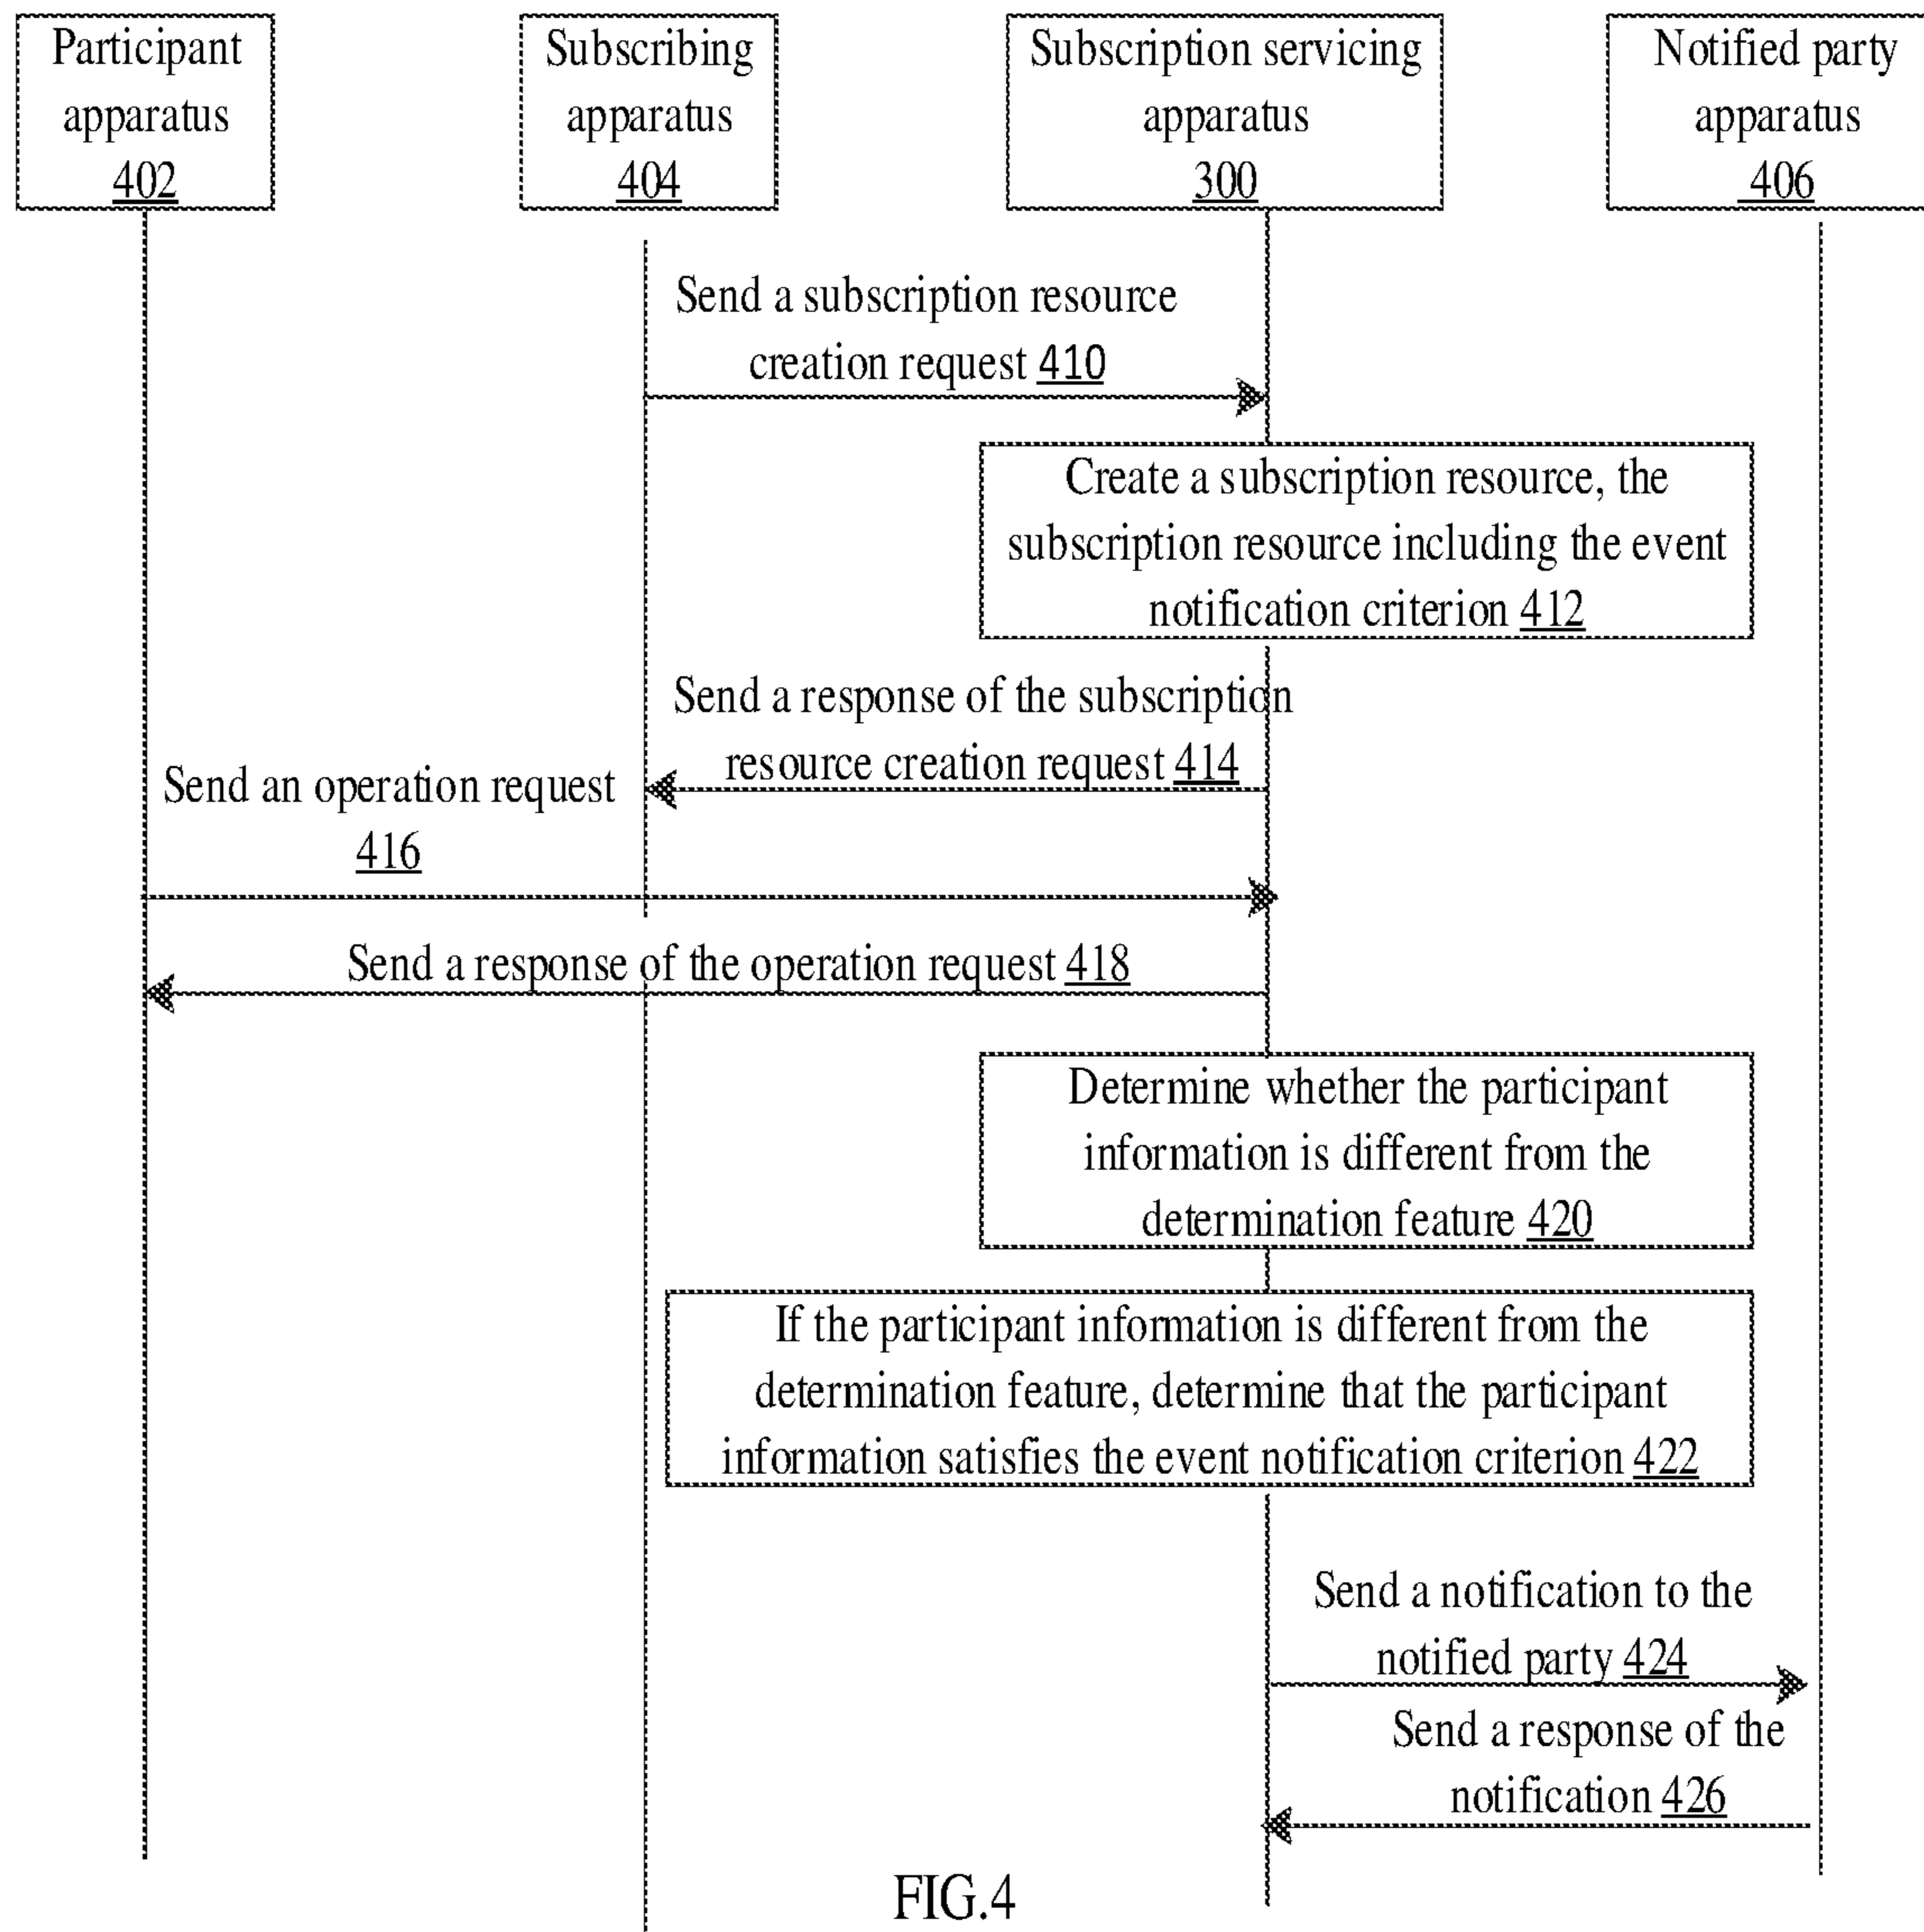 Participant
apparatus
402
Subscribing
apparatus
404
Subscription servicing
apparatus
300
Notified party
apparatus
406
Send a subscription resource
creation request 410
Create a subscription resource, the
subscription resource including the event
notification criterion 412
Send a response of the subscription
resource creation request 414
Send an operation request
416
Send a response of the operation request 418
Determine whether the participant
information is different from the
determination feature 420
If the participant information is different from the
determination feature, determine that the participant
information satisfies the event notification criterion 422
Send a notification to the
notified party 424
Send a response of the
notification 426
FIG.4